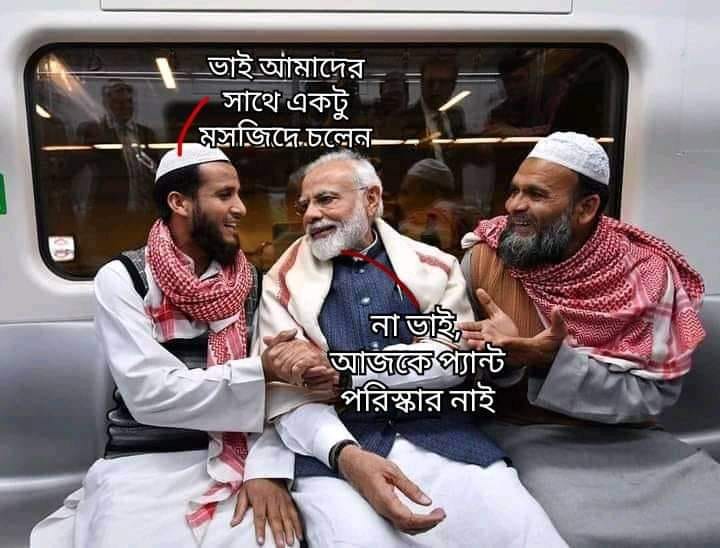 ভাই আমাদের
সাথে একটু
মসজিদে চলেন
না ভাই,
আজকে প্যান্ট
পরিস্কার নাই